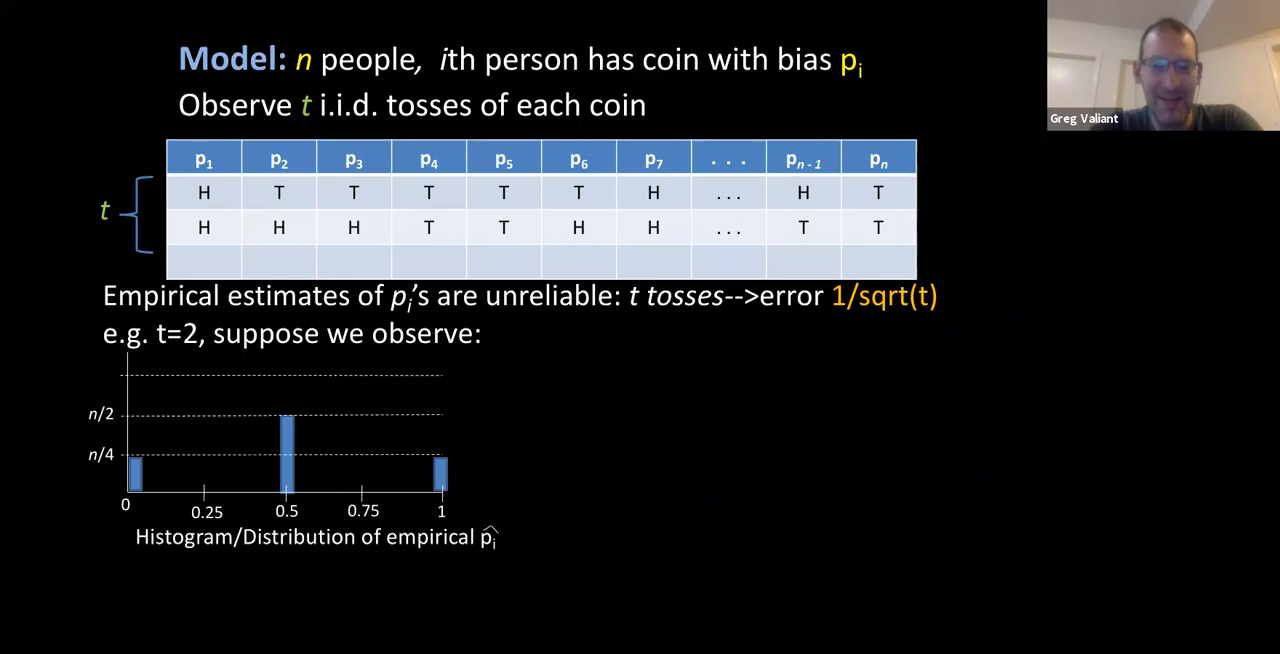 Model: n people, ith person has coin with bias pi
Greg Valiant
Observe t i.i.d. tosses of each coin
p1 p2 p3 p4 p5 p6 p7 . . . pn-1 pn
H T T T T T H ... H T
t
H H H T T H H ... T T
Empirical estimates of pi's are unreliable: t tosses-->error 1/sqrt(t)
e.g. t=2, suppose we observe:
n/2
n/4
0 0.25 0.5 0.75 1
Histogram/Distribution of empirical p̂i